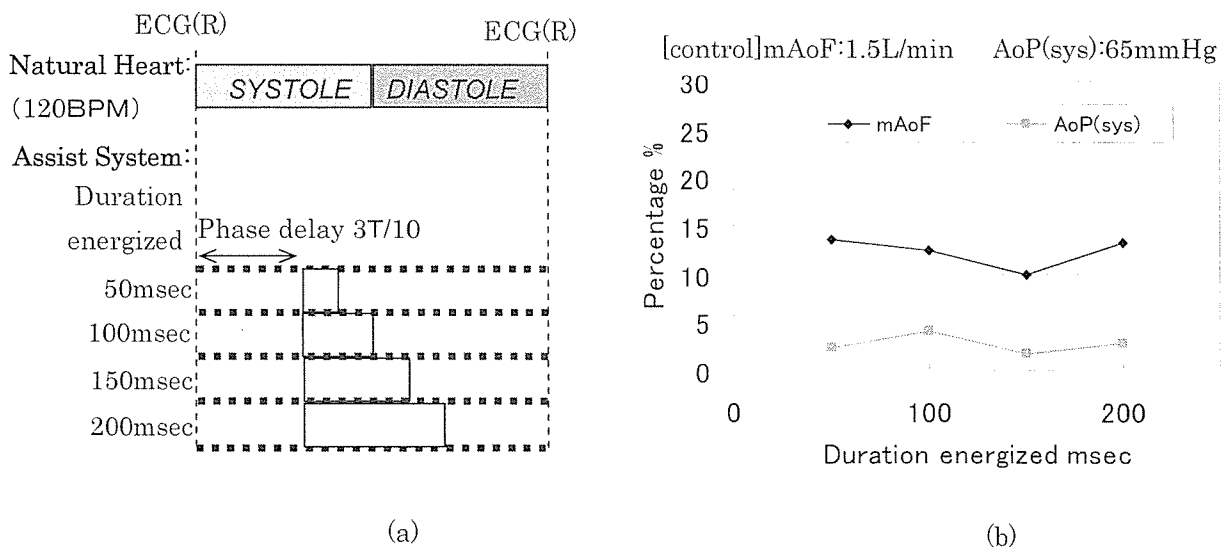 ECG(R)
ECG(R)
Natural Heart:
(120BPM)
SYSTOLE
DIASTOLE
Assist System:
Duration
energized
Phase delay 3T/10
50msec
100msec
150msec
200msec
(a)
[control]mAoF:1.5L/min AoP(sys):65mmHg
mAoF
AoP(sys)
Percentage %
30
25
20
15
10
5
0
0
100
200
Duration energized msec
(b)